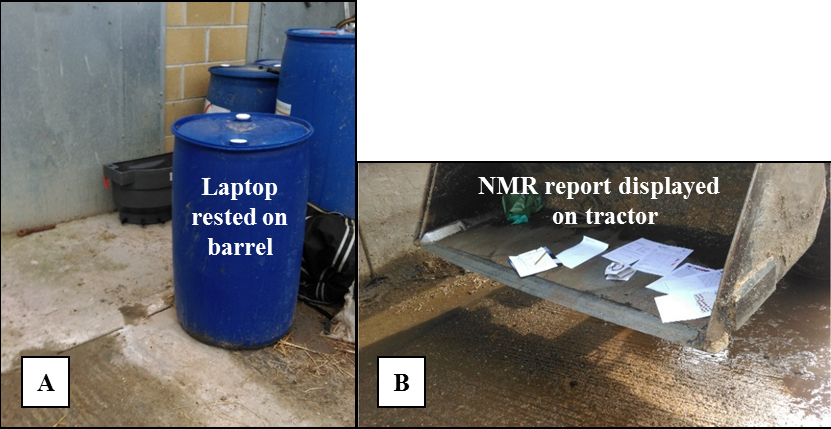 Laptop
rested on
barrel
A
NMR report displayed
on tractor
B